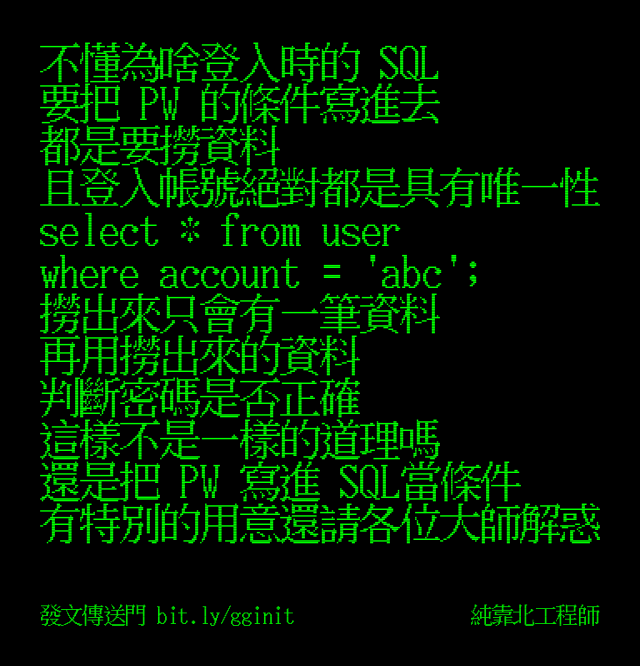 不懂為啥登入時的 SQL
要把 PW 的條件寫進去
都是要撈資料
且登入帳號絕對都是具有唯一性
select * from user
where account = 'abc';
撈出來只會有一筆資料
再用撈出來的資料
判斷密碼是否正確
這樣不是一樣的道理嗎
還是把 PW 寫進 SQL當條件
有特別的用意還請各位大師解惑
發文傳送門 bit.ly/gginit
純靠北工程師